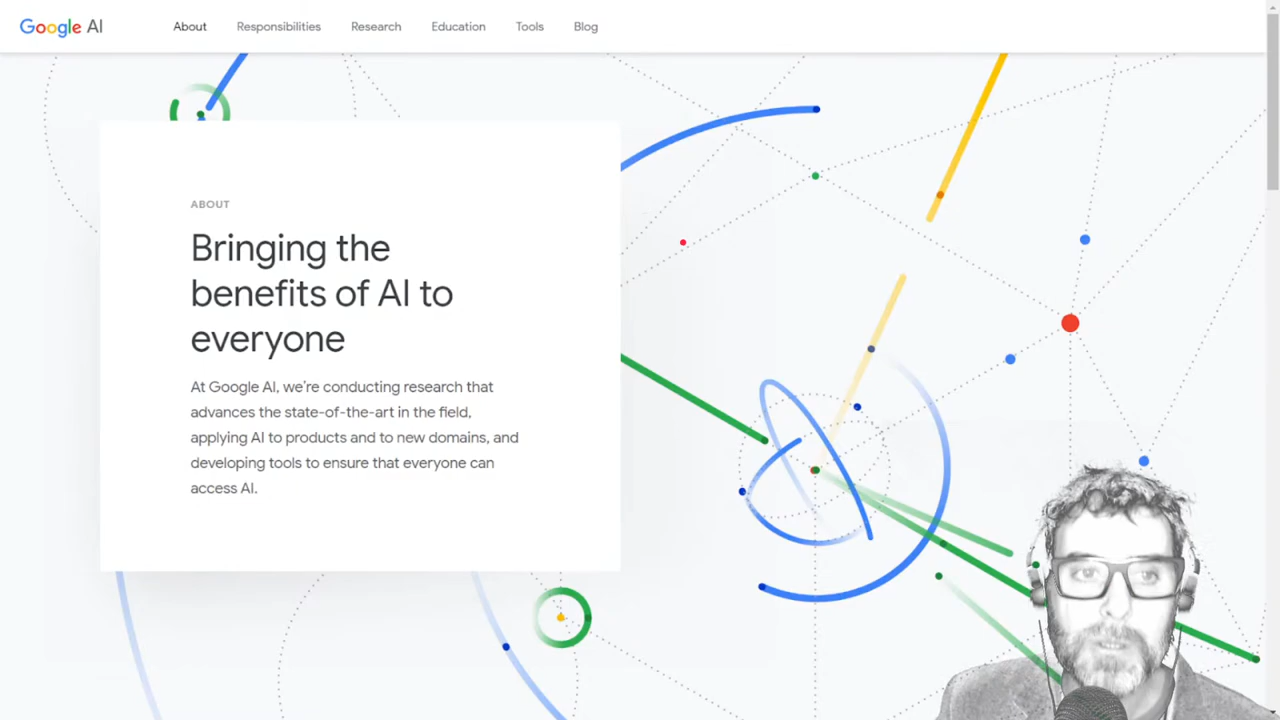 Google AI About Responsibilities Research Education Tools Blog
ABOUT
Bringing the
benefits of AI to
everyone
At Google AI, we're conducting research that
advances the state-of-the-art in the field,
applying AI to products and to new domains, and
developing tools to ensure that everyone can
access AI.